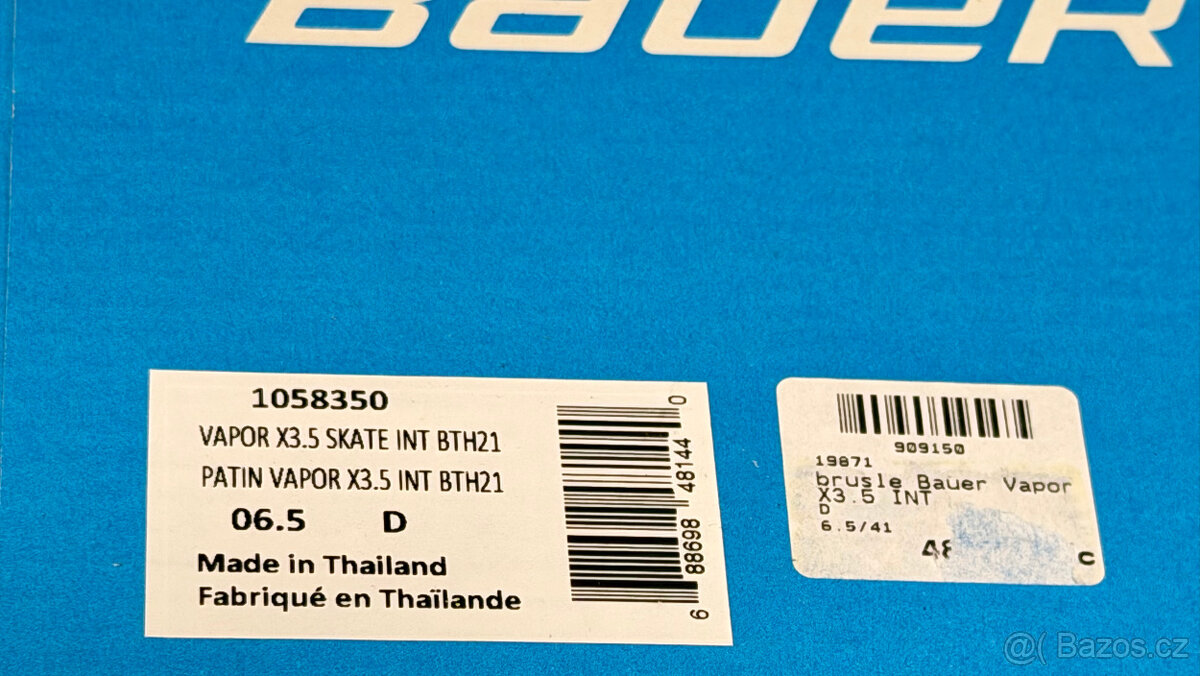 BAUER
1058350
VAPOR X3.5 SKATE INT BTH21
PATIN VAPOR X3.5 INT BTH21
06.5 D
Made in Thailand
Fabriqué en Thaïlande
6 88698 48144 0
909150
19871
brusle Bauer Vapor
X3.5 INT
D
6.5/41
@( Bazos.cz